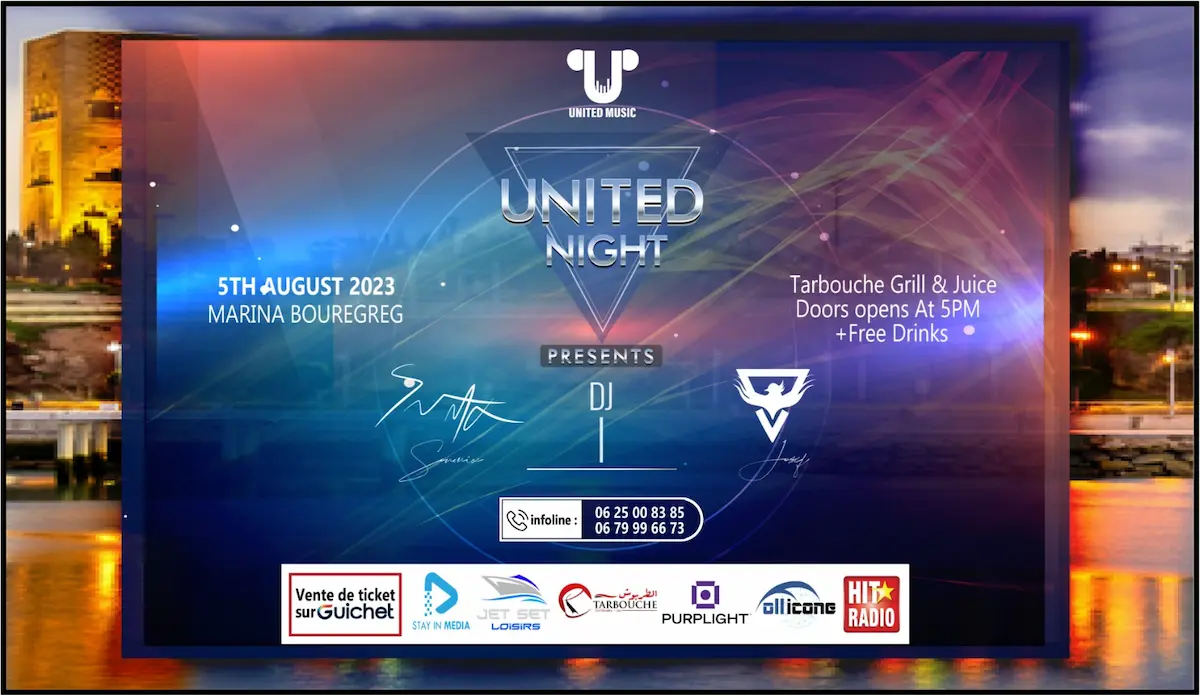 UNITED MUSIC
UNITED
NIGHT
5TH AUGUST 2023
MARINA BOUREGREG
Tarbouche Grill & Juice
Doors opens At 5PM
+Free Drinks
PRESENTS
DJ
infoline :
06 25 00 83 85
06 79 99 66 73
Vente de ticket
sur Guichet
STAY IN MEDIA
JET SET
LOISIRS
الطربوش
TARBOUCHE
PURPLIGHT
allicone
HIT
RADIO